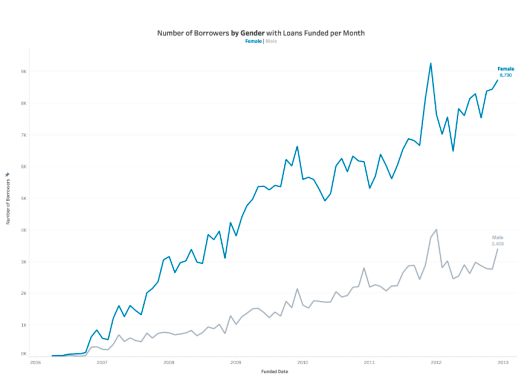 Number of Borrowers by Gender with Loans Funded per Month
Female | Male
9K
8K
7K
6K
5K
4K
3K
2K
1K
0K
Number of Borrowers
Female
8,730
Male
2006 2007 2008 2009 2010 2011 2012 2013
Funded Date